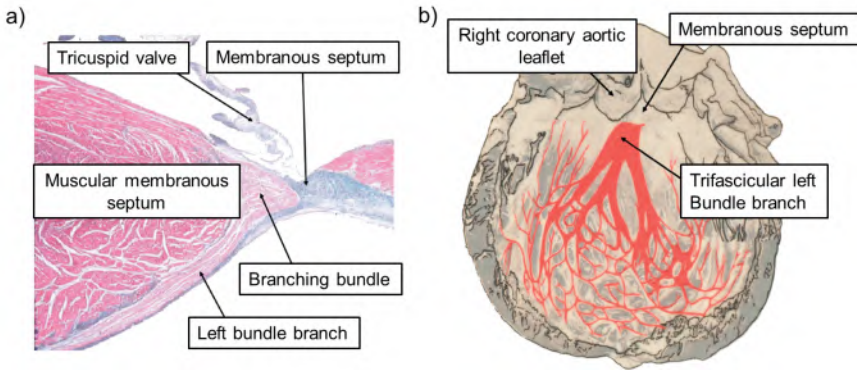 a)
Tricuspid valve
Membranous septum
Muscular membranous
septum
Branching bundle
Left bundle branch
b)
Right coronary aortic
leaflet
Membranous septum
Trifascicular left
Bundle branch